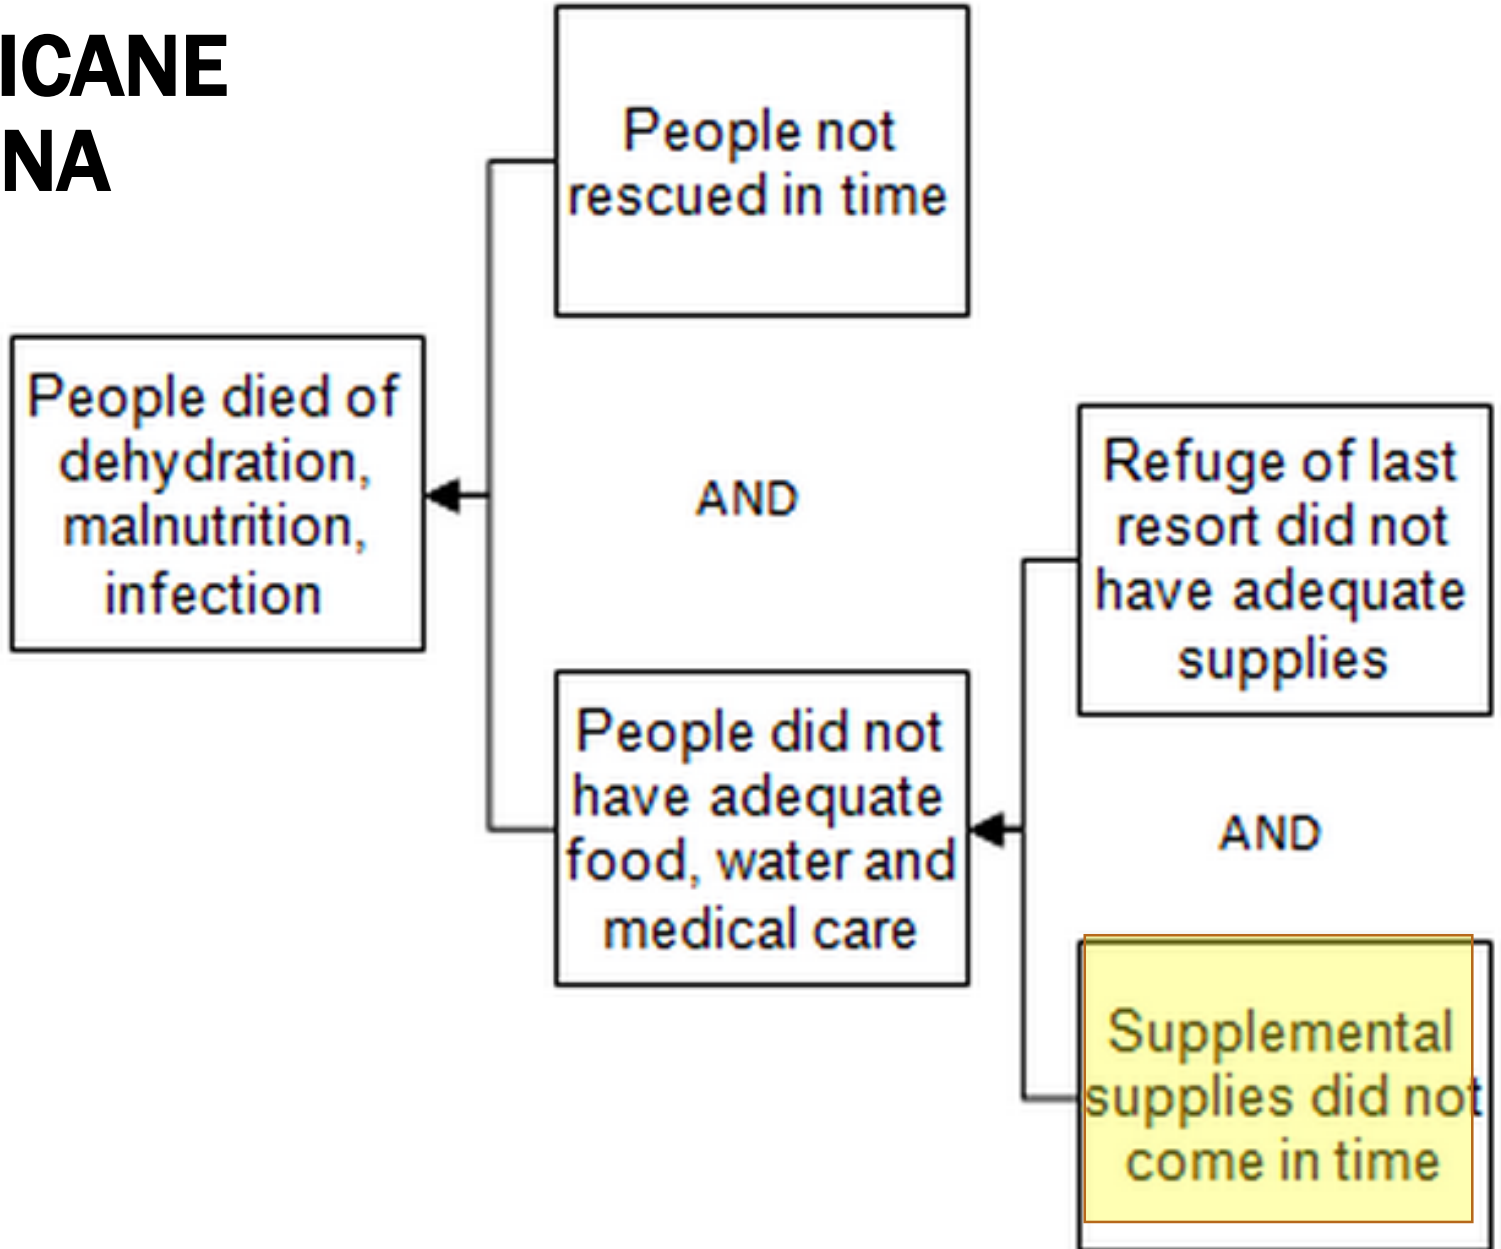 ICANE
NA
People not
rescued in time
People died of
dehydration,
malnutrition,
infection
AND
Refuge of last
resort did not
have adequate
supplies
People did not
have adequate
food, water and
medical care
AND
Supplemental
supplies did not
come in time